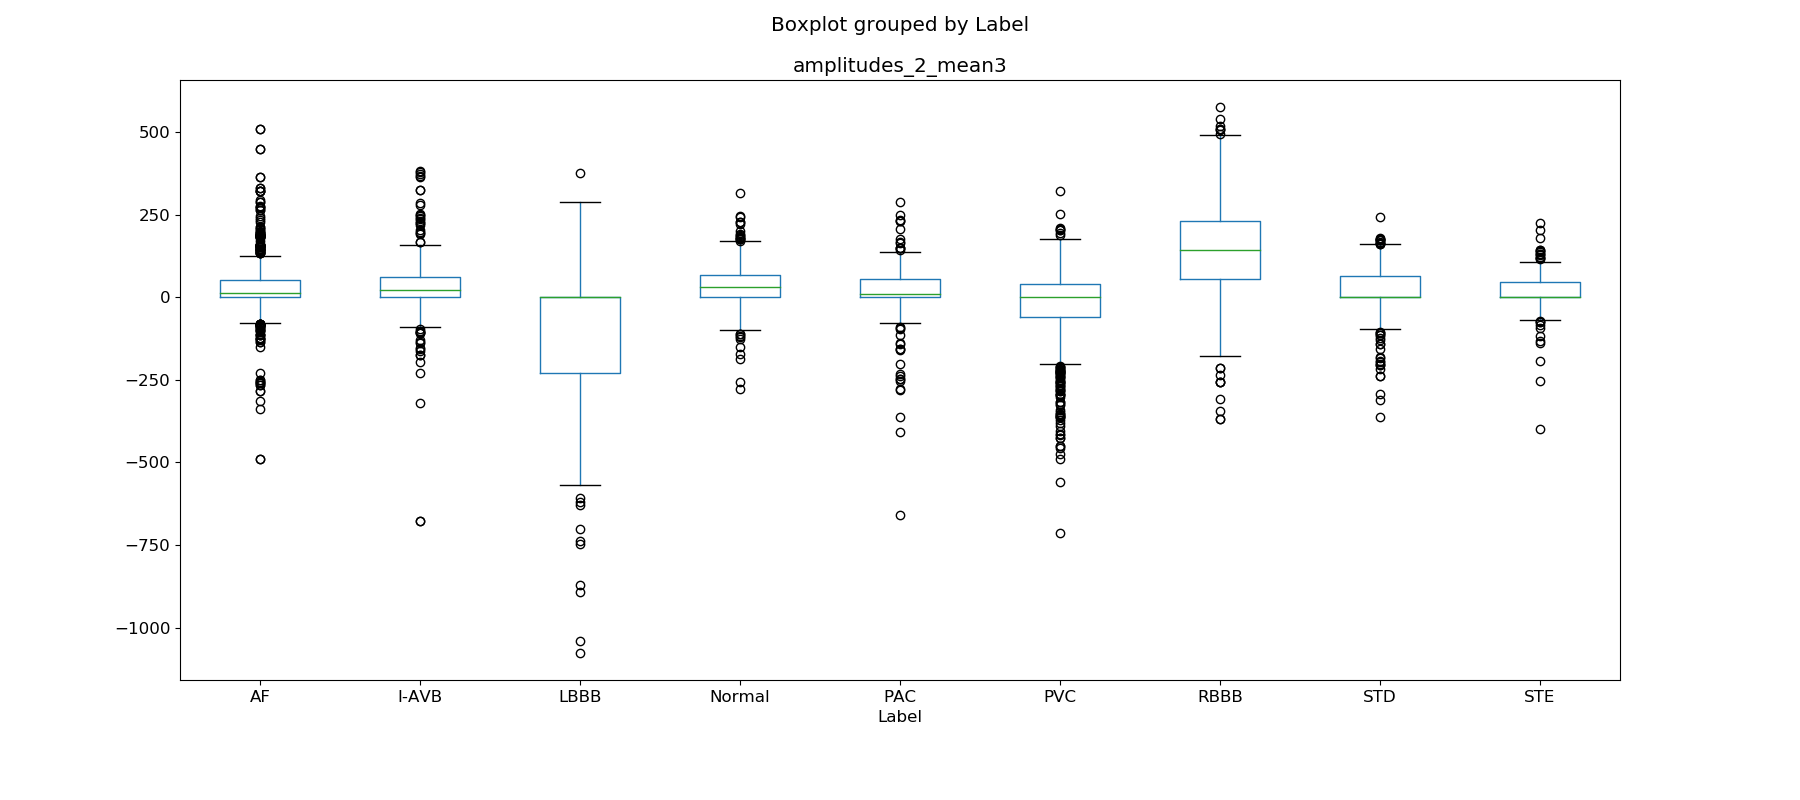 Boxplot grouped by Label
amplitudes_2_mean3
500
250
0
−250
−500
−750
−1000
AF I-AVB LBBB Normal PAC PVC RBBB STD STE
Label